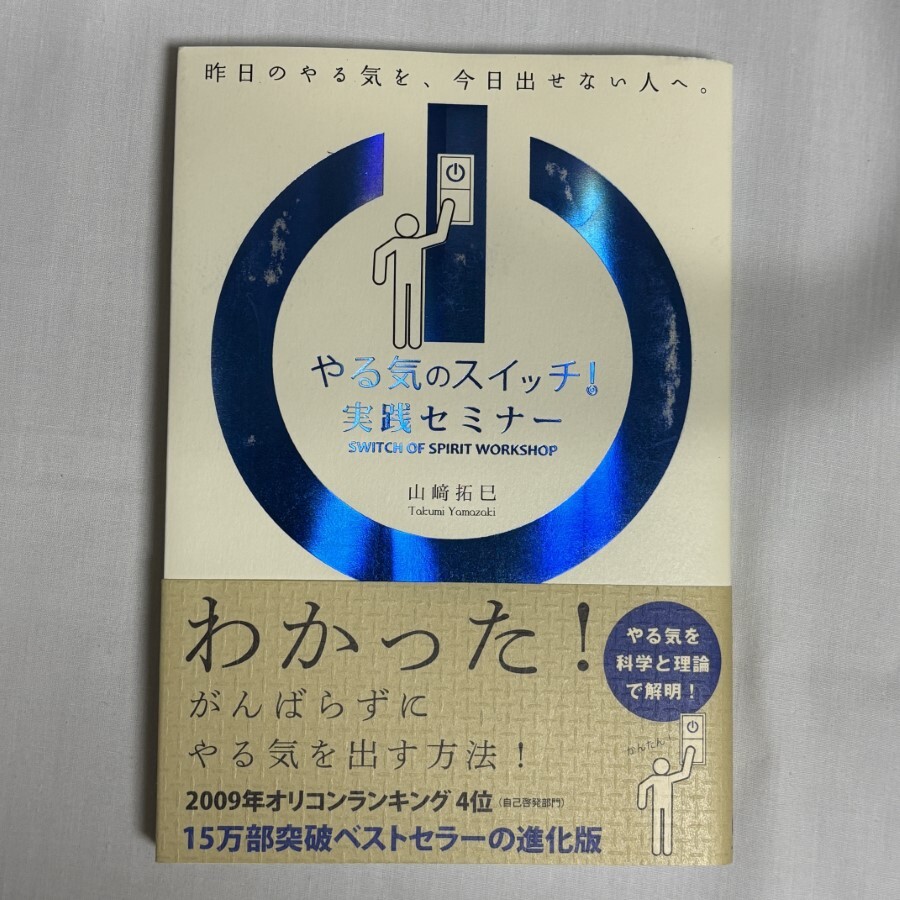 昨日のやる気を、今日出せない人へ。
やる気のスイッチ!
実践セミナー
SWITCH OF SPIRIT WORKSHOP
山﨑拓巳
Takumi Yamazaki
わかった!
がんばらずに
やる気を出す方法!
2009年オリコンランキング 4位(自己啓発部門)
15万部突破ベストセラーの進化版
やる気を
科学と理論
で解明!
かんたん!